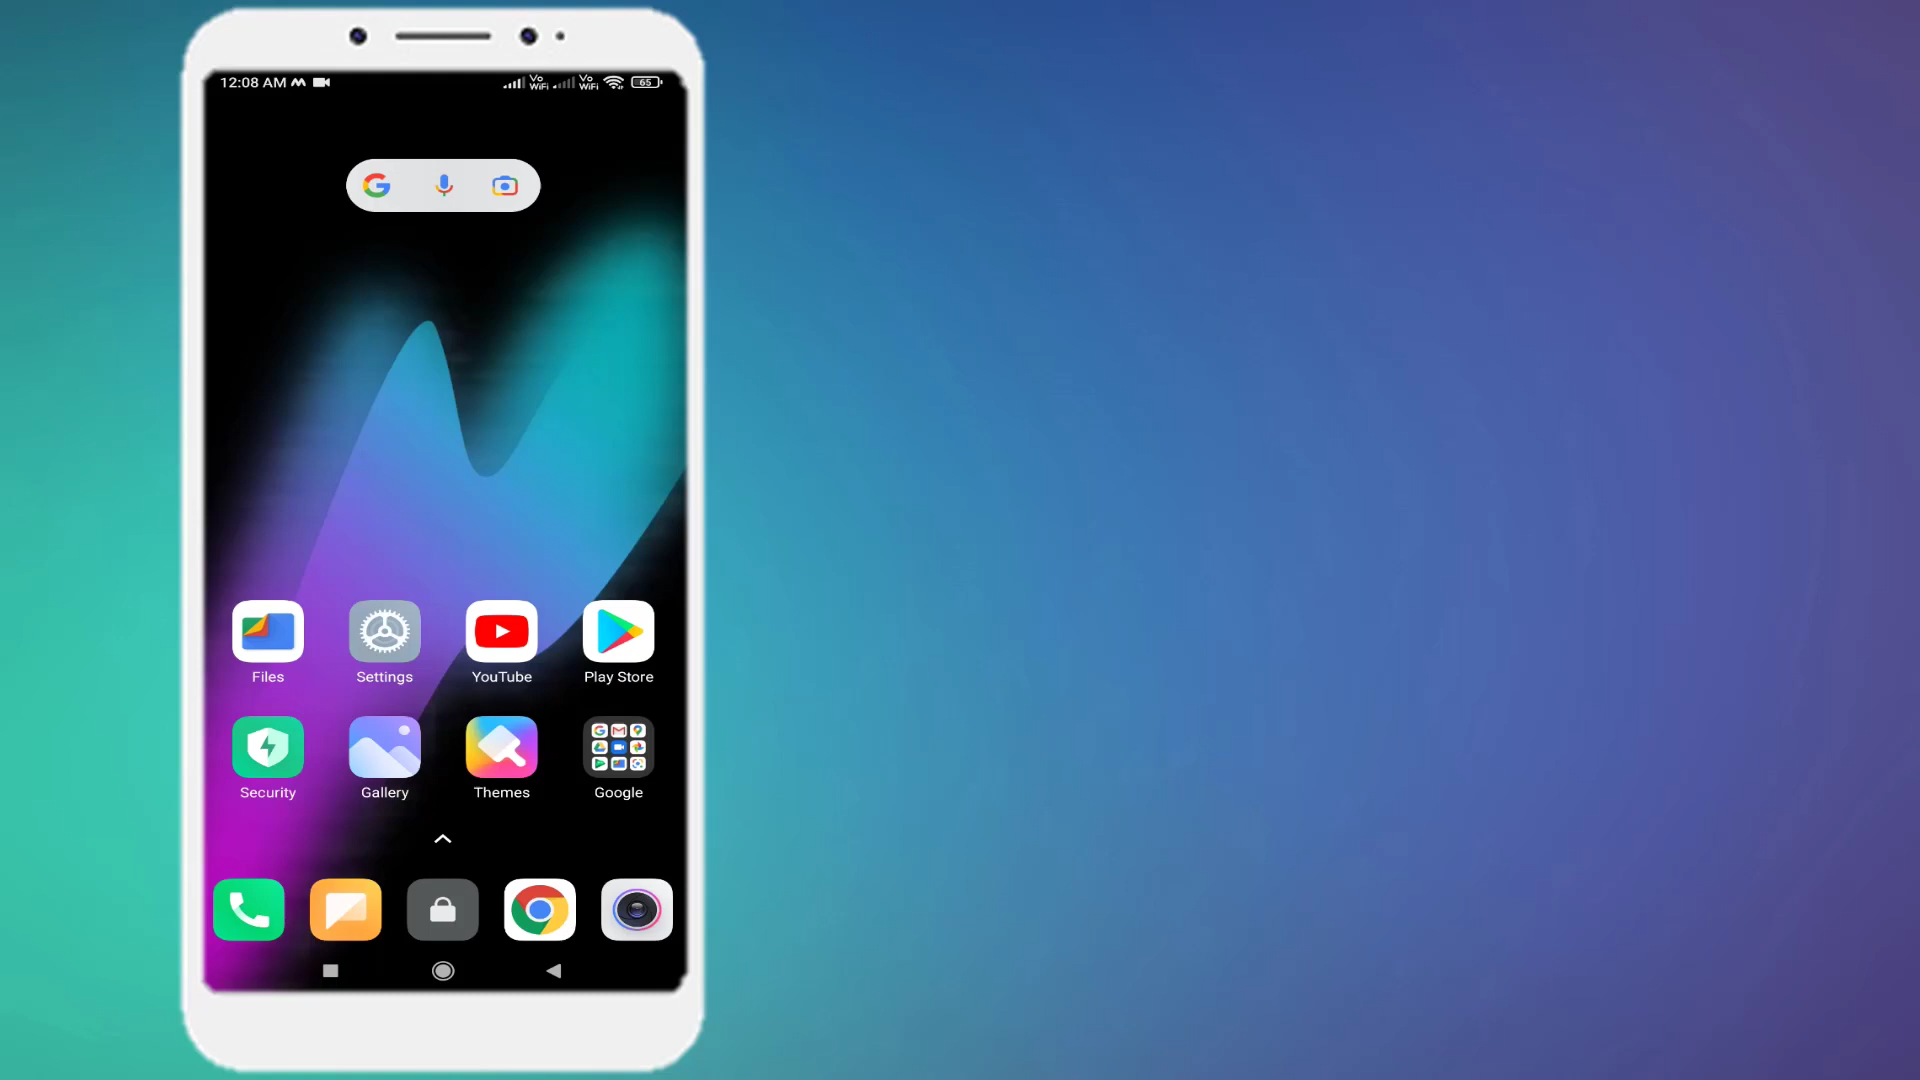 12:08 AM
Vo WiFi
Vo WiFi
65
Files
Settings
YouTube
Play Store
Security
Gallery
Themes
Google